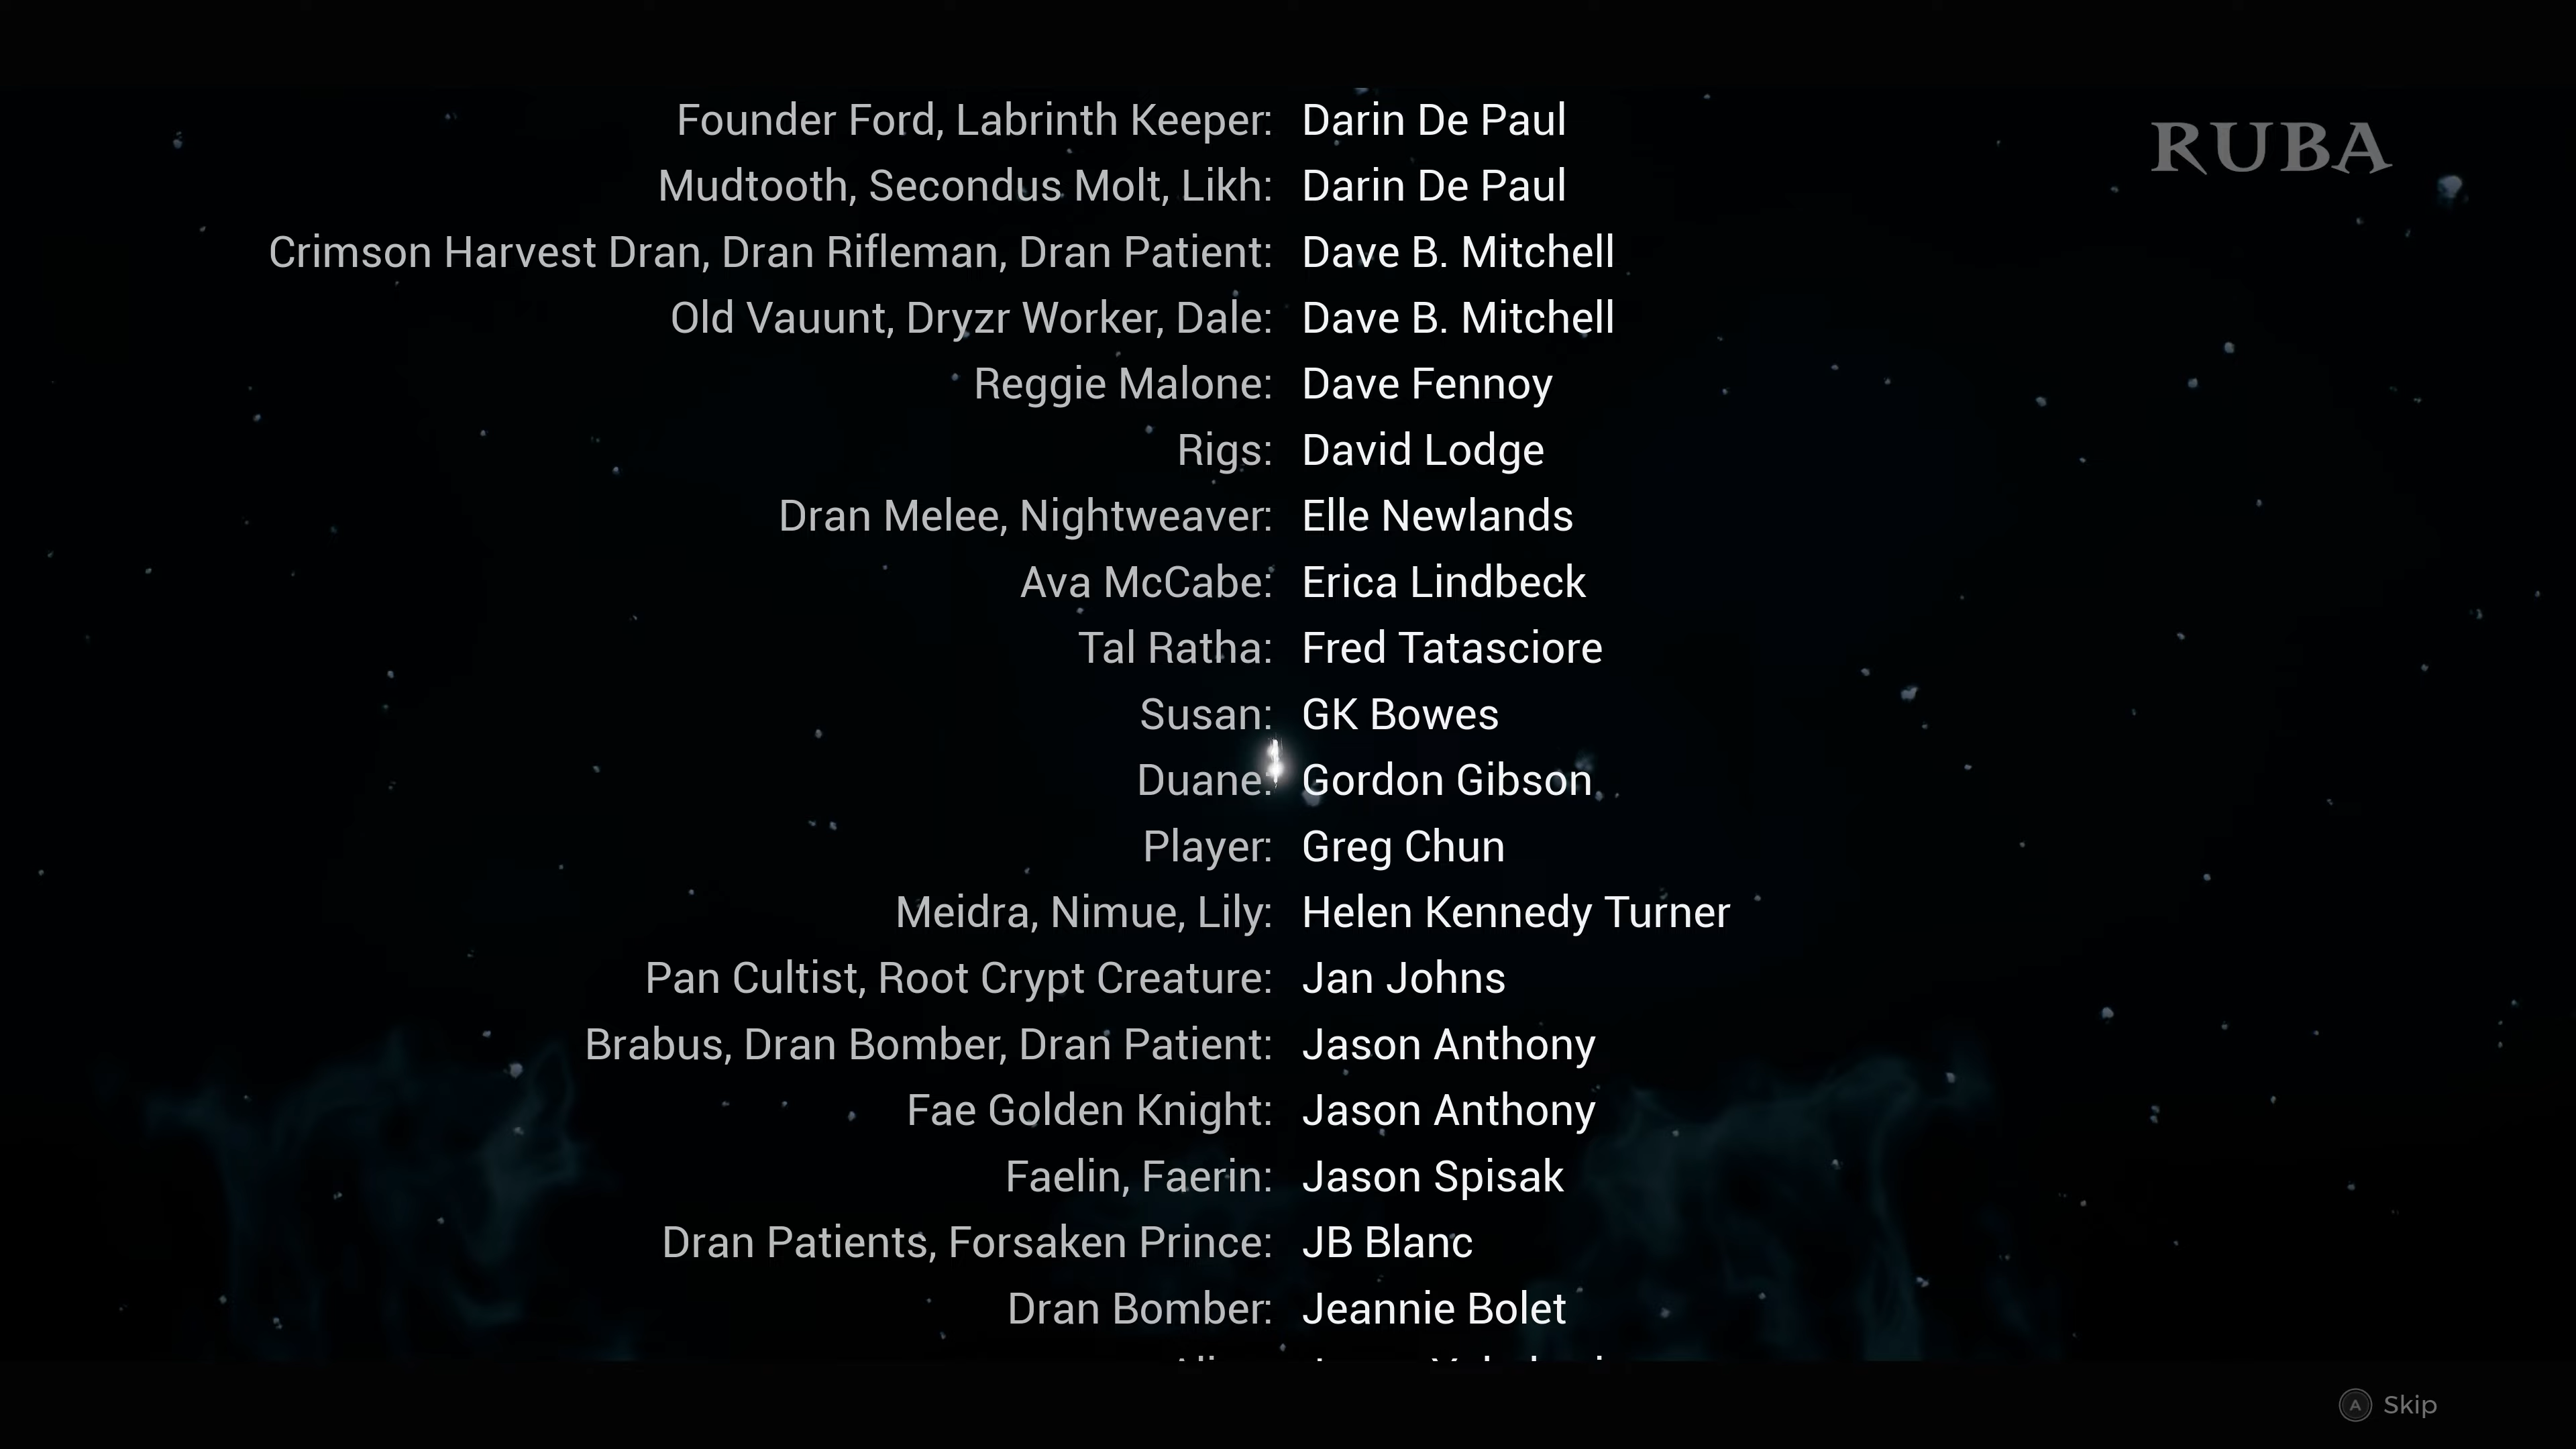 Founder Ford, Labrinth Keeper: Darin De Paul
RUBA
Mudtooth, Secondus Molt, Likh: Darin De Paul
Crimson Harvest Dran, Dran Rifleman, Dran Patient: Dave B. Mitchell
Old Vauunt, Dryzr Worker, Dale: Dave B. Mitchell
Reggie Malone: Dave Fennoy
Rigs: David Lodge
Dran Melee, Nightweaver: Elle Newlands
Ava McCabe: Erica Lindbeck
Tal Ratha: Fred Tatasciore
Susan: GK Bowes
Duane: Gordon Gibson
Player: Greg Chun
Meidra, Nimue, Lily: Helen Kennedy Turner
Pan Cultist, Root Crypt Creature: Jan Johns
Brabus, Dran Bomber, Dran Patient: Jason Anthony
Fae Golden Knight: Jason Anthony
Faelin, Faerin: Jason Spisak
Dran Patients, Forsaken Prince: JB Blanc
Dran Bomber: Jeannie Bolet
A Skip